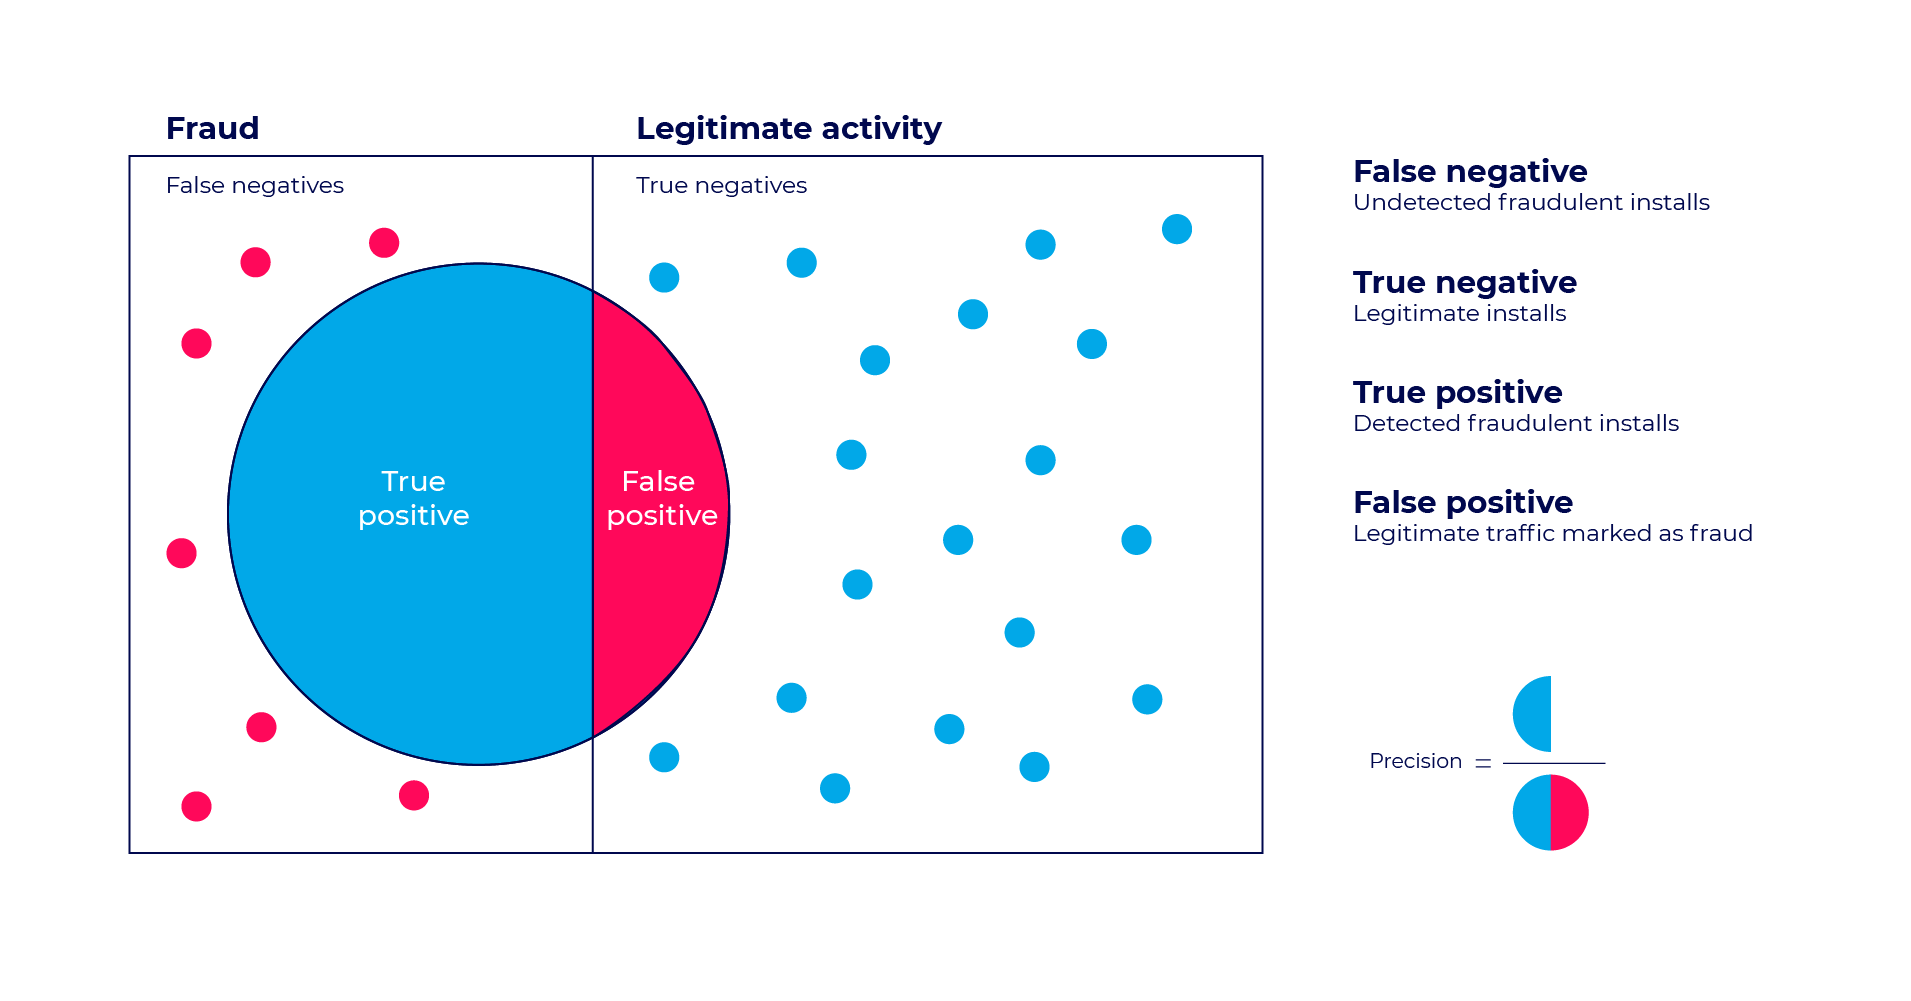 Fraud
Legitimate activity
False negatives
True negatives
True
positive
False
positive
False negative
Undetected fraudulent installs
True negative
Legitimate installs
True positive
Detected fraudulent installs
False positive
Legitimate traffic marked as fraud
Precision =